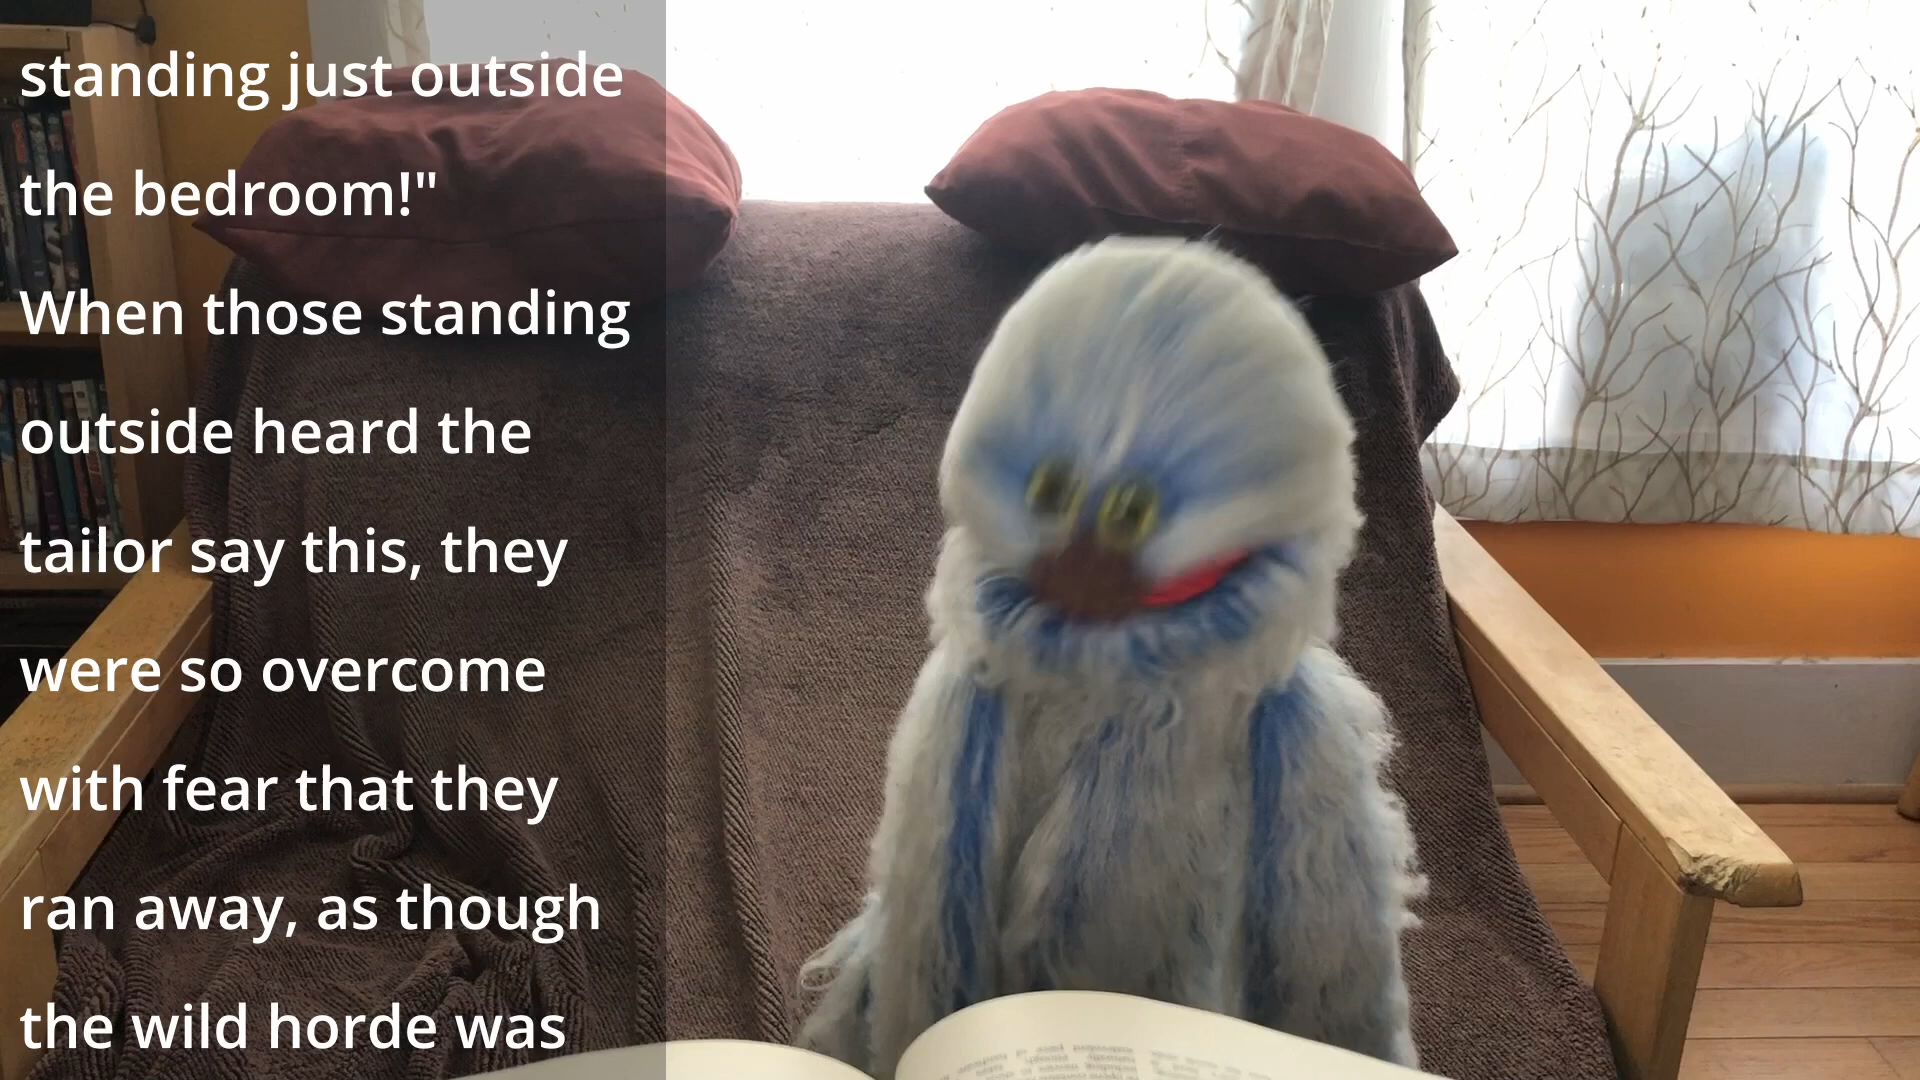 standing just outside
the bedroom!"
When those standing
outside heard the
tailor say this, they
were so overcome
with fear that they
ran away, as though
the wild horde was